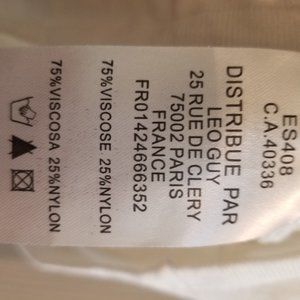 ES408
C.A.40336
DISTRIBUE PAR
LEO GUY
25 RUE DE CLERY
75002 PARIS
FRANCE
FR01424666352
75%VISCOSE 25%NYLON
75%VISCOSA 25%NYLON